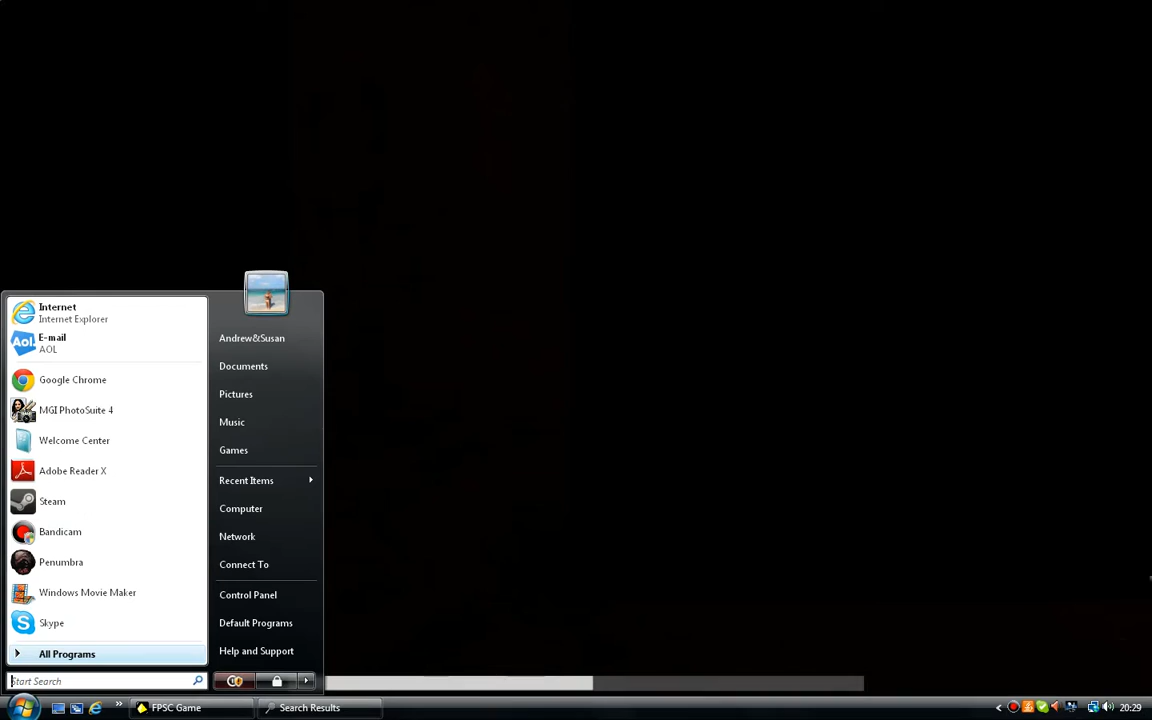 Internet
Internet Explorer
E-mail
AOL
Aol.
Google Chrome
MGI PhotoSuite 4
Welcome Center
Adobe Reader X
Steam
Bandicam
Penumbra
Windows Movie Maker
Skype
All Programs
Start Search
Andrew&Susan
Documents
Pictures
Music
Games
Recent Items
Computer
Network
Connect To
Control Panel
Default Programs
Help and Support
FPSC Game
Search Results
20:29